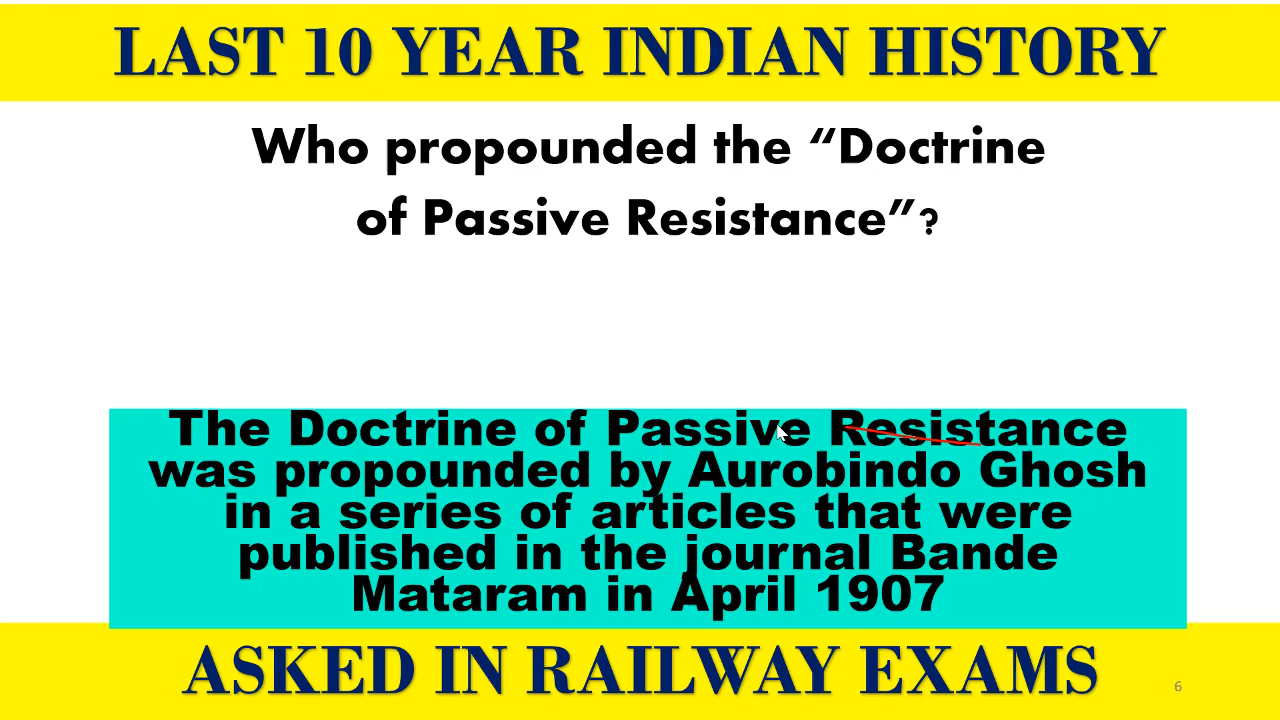 LAST 10 YEAR INDIAN HISTORY
Who propounded the “Doctrine
of Passive Resistance”?
The Doctrine of Passive Resistance
was propounded by Aurobindo Ghosh
in a series of articles that were
published in the journal Bande
Mataram in April 1907
ASKED IN RAILWAY EXAMS
6